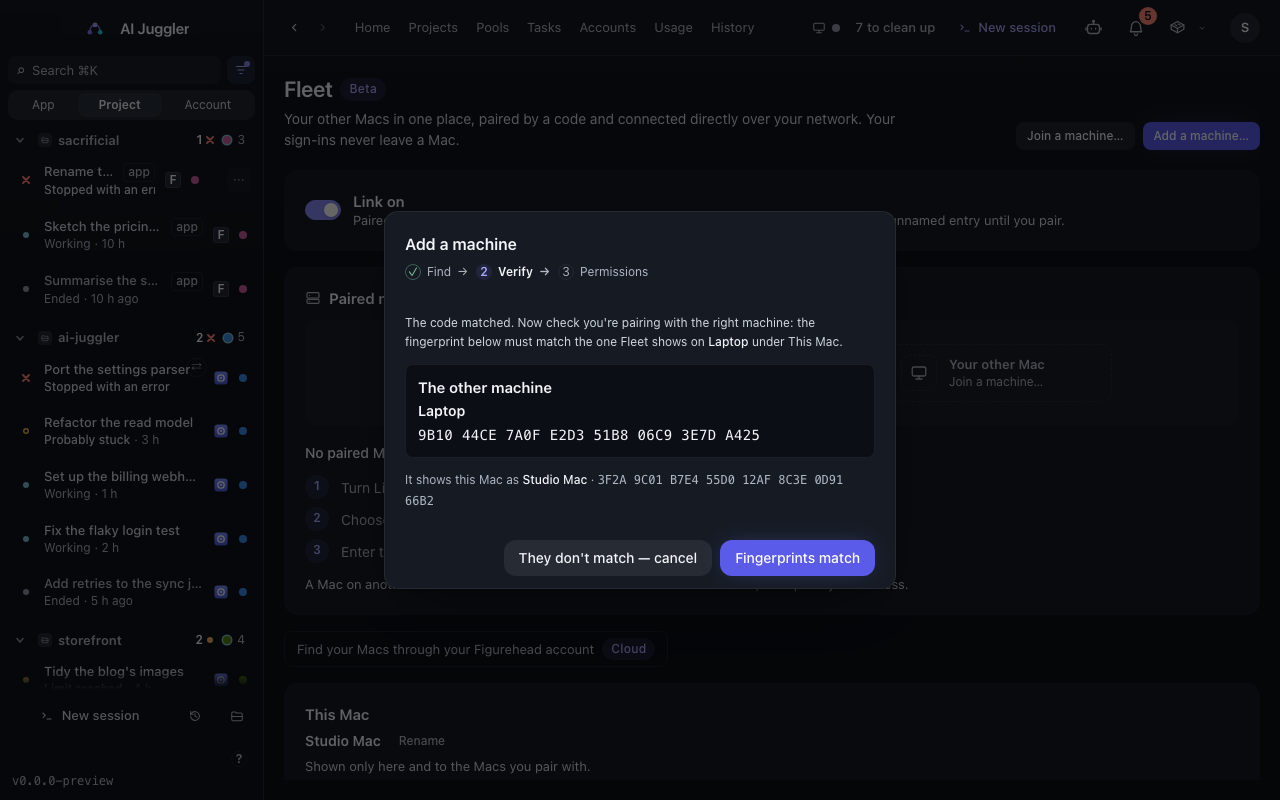 AI Juggler
Search ⌘K
App Project Account
sacrificial 1 3
Rename t... app F
Stopped with an err
Sketch the pricin... app F
Working · 10 h
Summarise the s... app F
Ended · 10 h ago
ai-juggler 2 5
Port the settings parser
Stopped with an error
Refactor the read model
Probably stuck · 3 h
Set up the billing webh...
Working · 1 h
Fix the flaky login test
Working · 2 h
Add retries to the sync j...
Ended · 5 h ago
storefront 2 4
Tidy the blog's images
New session
?
v0.0.0-preview
Home Projects Pools Tasks Accounts Usage History
7 to clean up
New session
5
S
Fleet Beta
Your other Macs in one place, paired by a code and connected directly over your network. Your
sign-ins never leave a Mac.
Join a machine...
Add a machine...
Link on
Paire
nnamed entry until you pair.
Paired m
Your other Mac
Join a machine...
No paired M
1 Turn Li
2 Choos
3 Enter t
A Mac on ano
Add a machine
Find → 2 Verify → 3 Permissions
The code matched. Now check you're pairing with the right machine: the
fingerprint below must match the one Fleet shows on Laptop under This Mac.
The other machine
Laptop
9B10 44CE 7A0F E2D3 51B8 06C9 3E7D A425
It shows this Mac as Studio Mac · 3F2A 9C01 B7E4 55D0 12AF 8C3E 0D91
66B2
They don't match — cancel
Fingerprints match
Find your Macs through your Figurehead account Cloud
This Mac
Studio Mac Rename
Shown only here and to the Macs you pair with.